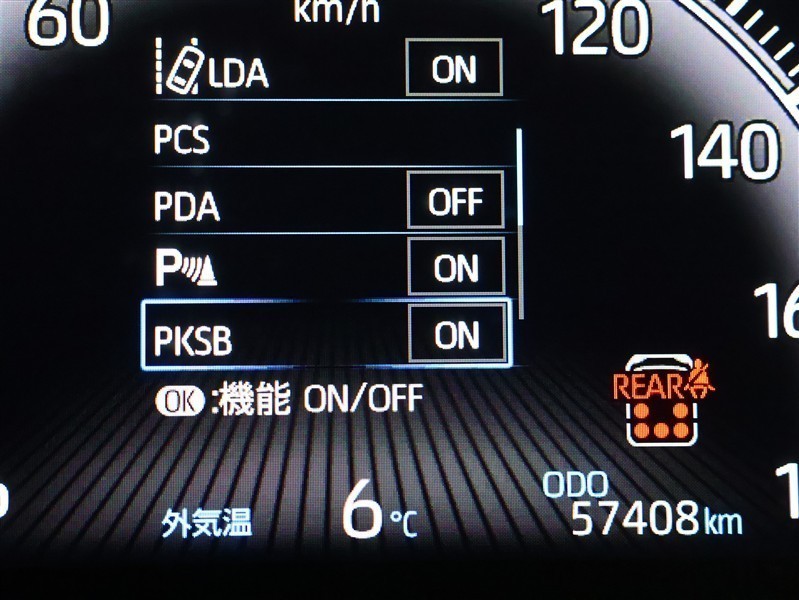 60
km/h
120
LDA ON
PCS
140
PDA OFF
P ON
PKSB ON
REAR
OK:機能 ON/OFF
外気温 6℃
ODO
57408km